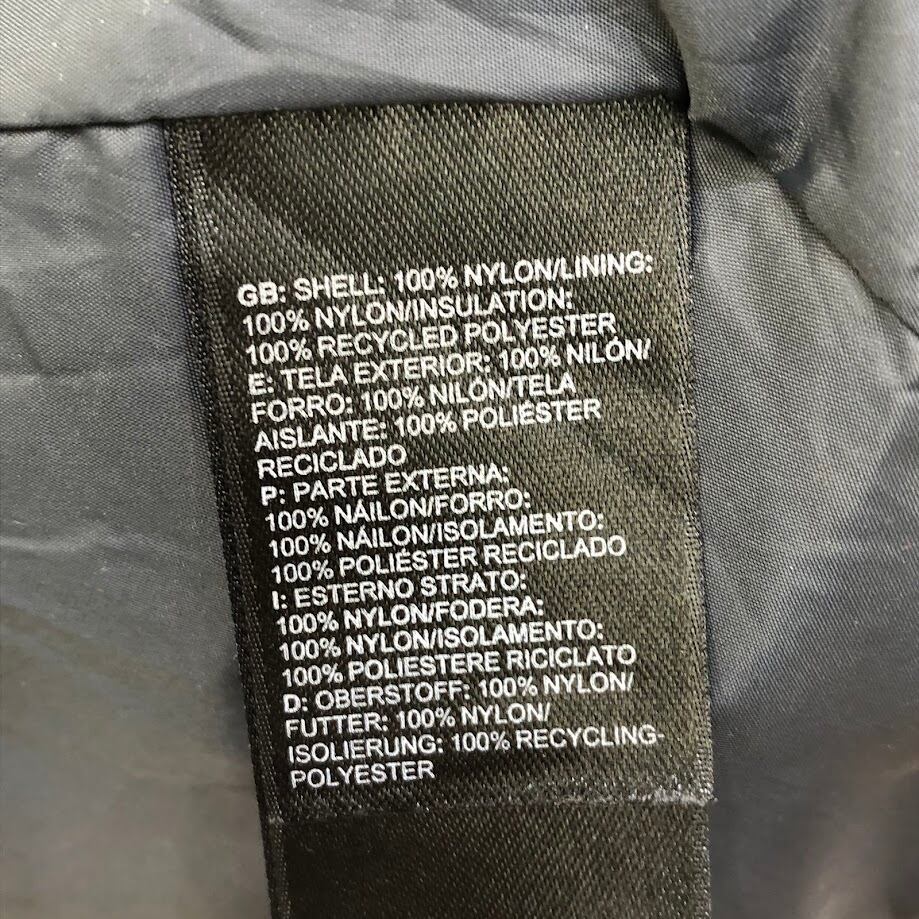 GB: SHELL: 100% NYLON/LINING:
100% NYLON/INSULATION:
100% RECYCLED POLYESTER
E: TELA EXTERIOR: 100% NILÓN/
FORRO: 100% NILÓN/TELA
AISLANTE: 100% POLIÉSTER
RECICLADO
P: PARTE EXTERNA:
100% NÁILON/FORRO:
100% NÁILON/ISOLAMENTO:
100% POLIÉSTER RECICLADO
I: ESTERNO STRATO:
100% NYLON/FODERA:
100% NYLON/ISOLAMENTO:
100% POLIESTERE RICICLATO
D: OBERSTOFF: 100% NYLON/
FUTTER: 100% NYLON/
ISOLIERUNG: 100% RECYCLING-
POLYESTER